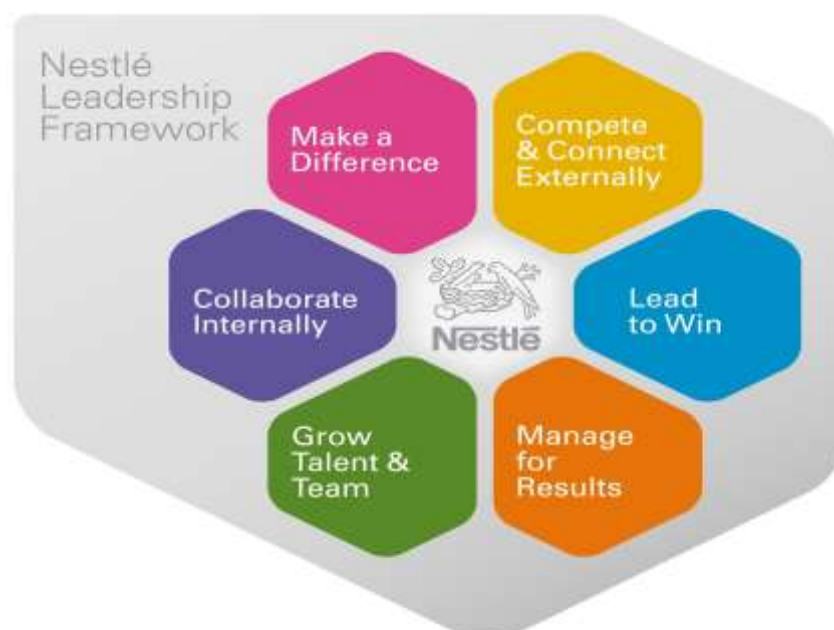 Nestlé
Leadership
Framework
Make a
Difference
Compete
& Connect
Externally
Collaborate
Internally
Nestlé
Lead
to Win
Grow
Talent &
Team
Manage
for
Results